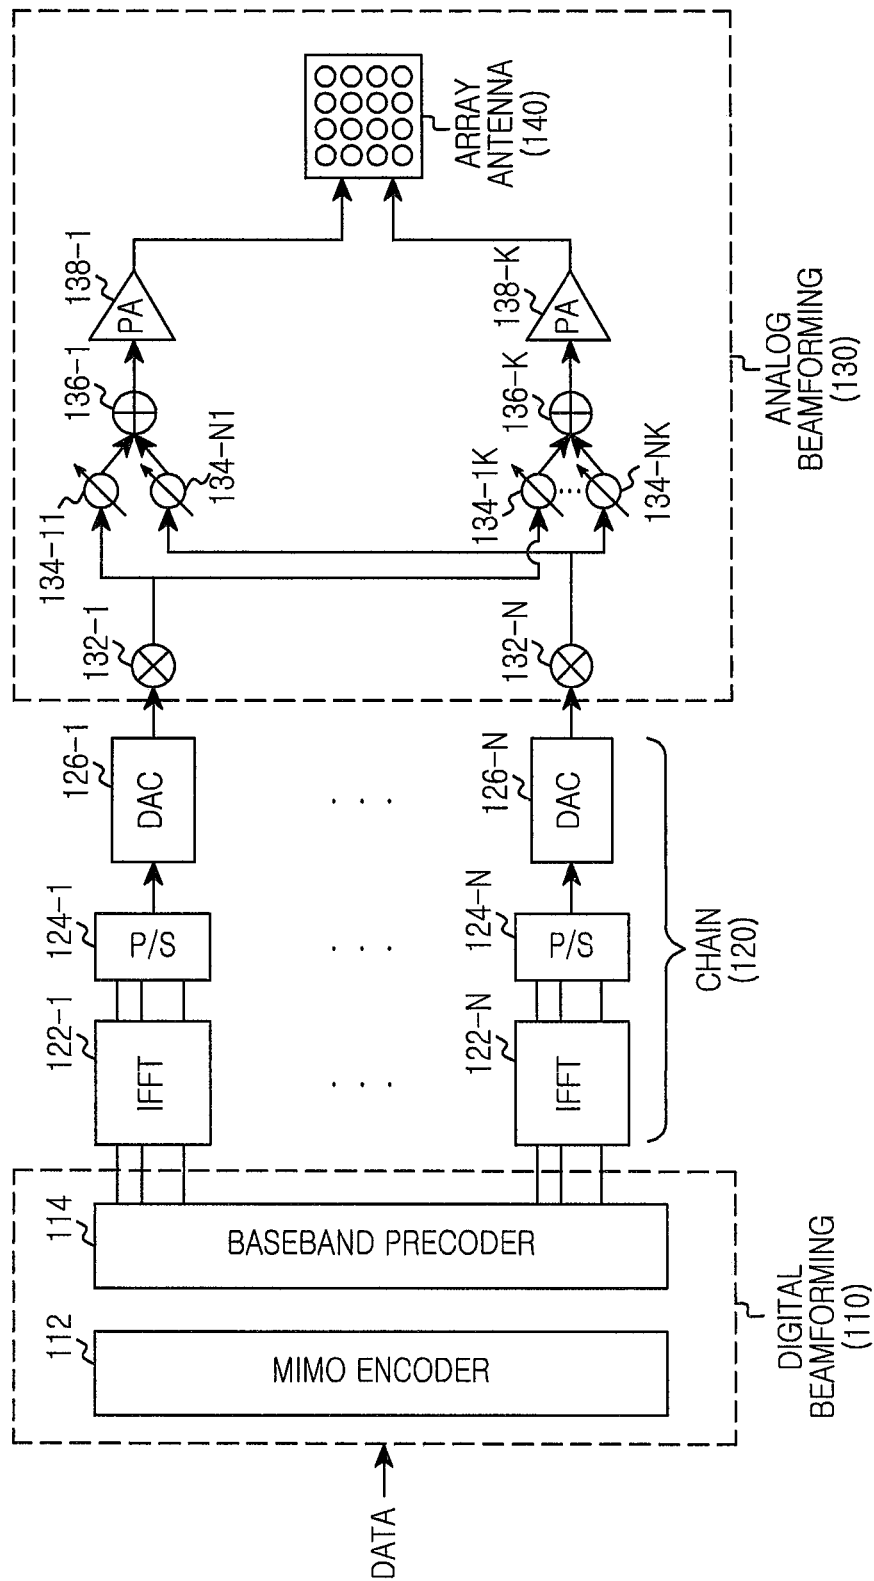 DATA
112
MIMO ENCODER
114
BASEBAND PRECODER
DIGITAL
BEAMFORMING
(110)
122-1
IFFT
124-1
P/S
126-1
DAC
. . .
. . .
. . .
122-N
IFFT
124-N
P/S
126-N
DAC
CHAIN
(120)
132-1
134-11
134-N1
136-1
138-1
PA
132-N
134-1K
...
134-NK
136-K
138-K
PA
ARRAY
ANTENNA
(140)
ANALOG
BEAMFORMING
(130)